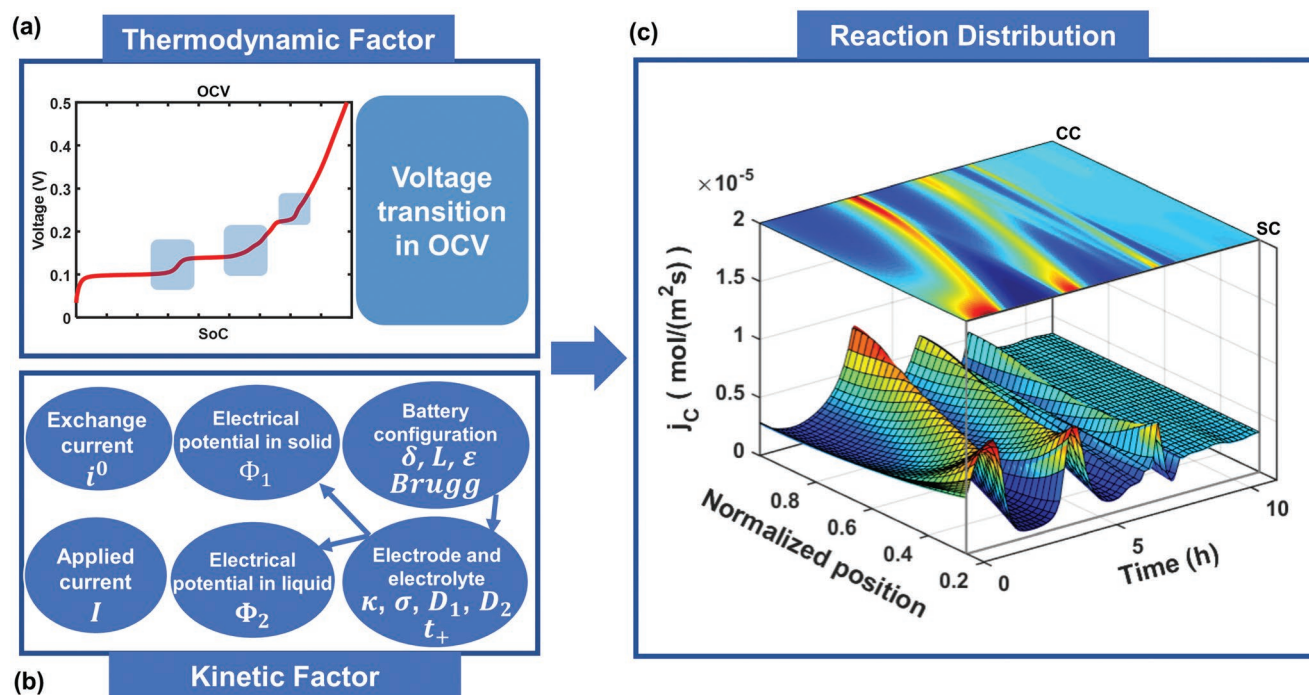 (a)
Thermodynamic Factor
OCV
Voltage (V)
0.5
0.4
0.3
0.2
0.1
0
SoC
Voltage
transition
in OCV
Exchange
current
i⁰
Electrical
potential in solid
Φ₁
Battery
configuration
δ, L, ε
Brugg
Applied
current
I
Electrical
potential in liquid
Φ₂
Electrode and
electrolyte
κ, σ, D₁, D₂
t₊
(b)
Kinetic Factor
(c)
Reaction Distribution
CC
SC
×10⁻⁵
2
1.5
1
0.5
0
j_C ( mol/(m²s)
0.8
0.6
0.4
0.2
Normalized position
0
5
10
Time (h)